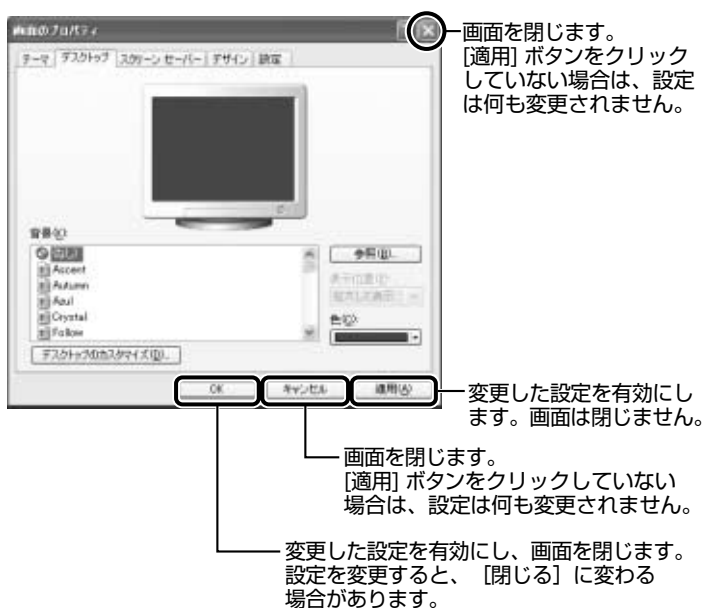 画面のプロパティ
テーマ デスクトップ スクリーン セーバー デザイン 設定
画面を閉じます。
[適用] ボタンをクリック
していない場合は、設定
は何も変更されません。
背景(K):
(なし)
Accent
Autumn
Azul
Crystal
Follow
参照(B)...
表示位置(P):
拡大して表示
色(C):
デスクトップのカスタマイズ(D)...
OK キャンセル 適用(A)
変更した設定を有効にし
ます。画面は閉じません。
画面を閉じます。
[適用] ボタンをクリックしていない
場合は、設定は何も変更されません。
変更した設定を有効にし、画面を閉じます。
設定を変更すると、［閉じる］に変わる
場合があります。